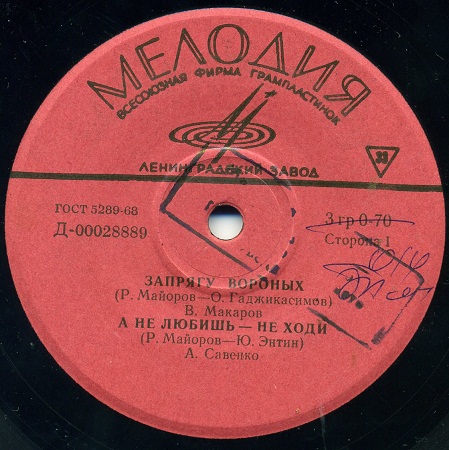 МЕЛОДИЯ
ВСЕСОЮЗНАЯ ФИРМА ГРАМПЛАСТИНОК
ЛЕНИНГРАДСКИЙ ЗАВОД
33
ГОСТ 5289-68
Д-00028889
3 гр 0-70
Сторона 1
ЗАПРЯГУ ВОРОНЫХ
(Р. Майоров—О. Гаджикасимов)
В. Макаров
А НЕ ЛЮБИШЬ — НЕ ХОДИ
(Р. Майоров—Ю. Энтин)
А. Савенко